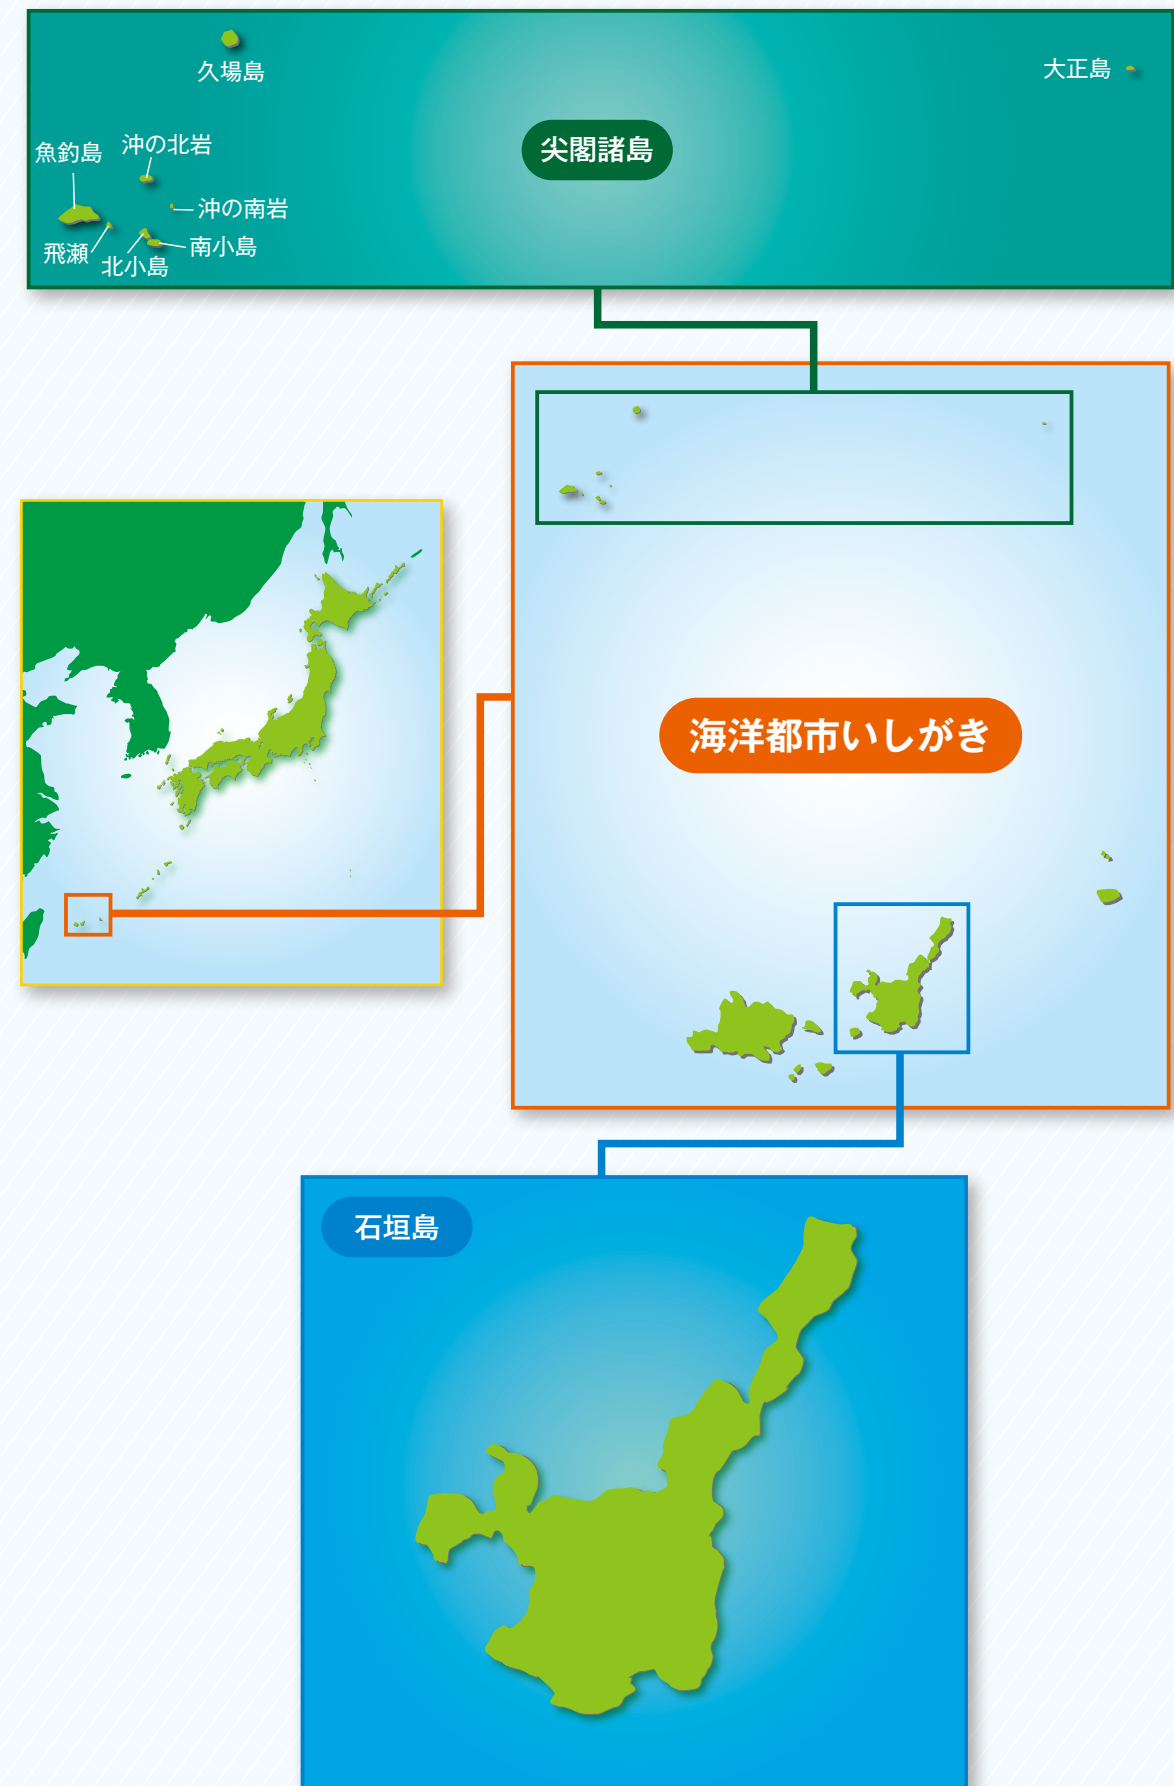 久場島
大正島
尖閣諸島
沖の北岩
魚釣島
沖の南岩
南小島
飛瀬
北小島
海洋都市いしがき
石垣島